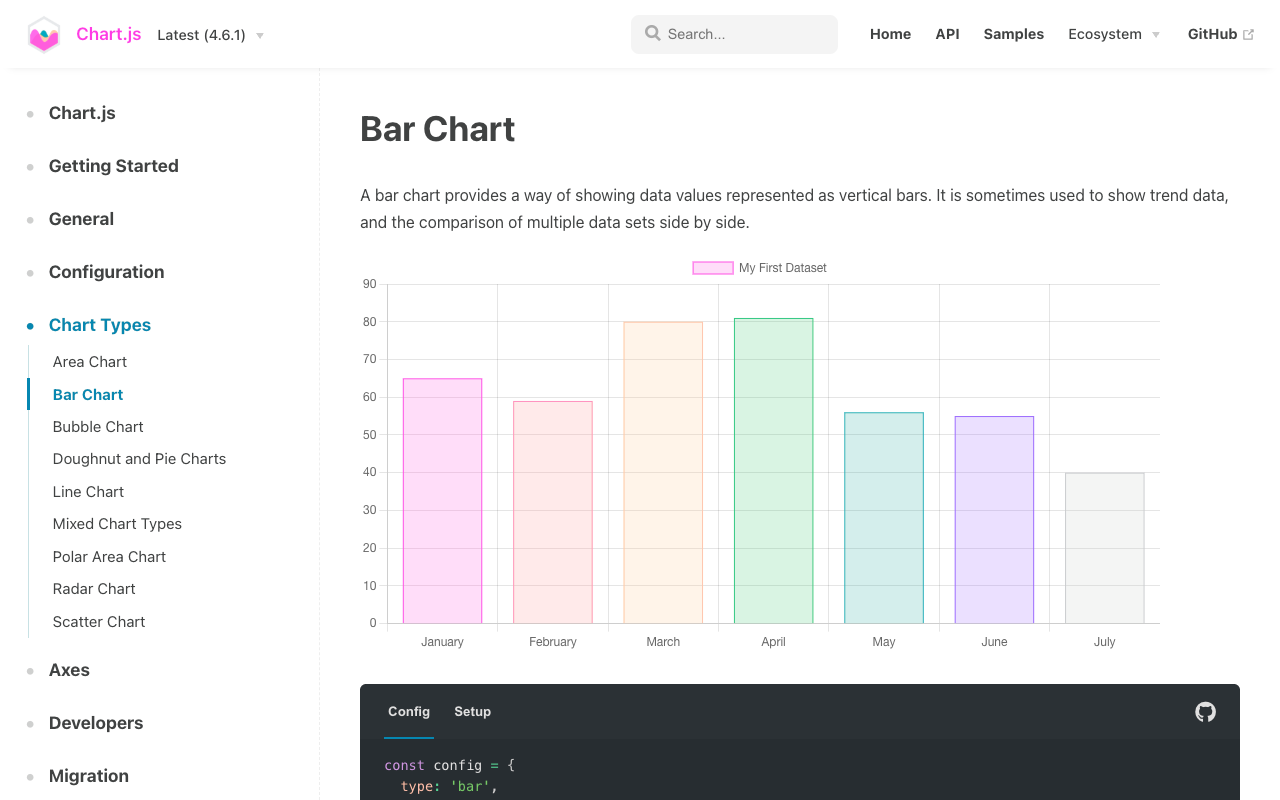 Chart.js
Latest (4.6.1)
Search...
Home
API
Samples
Ecosystem
GitHub
Chart.js
Getting Started
General
Configuration
Chart Types
Area Chart
Bar Chart
Bubble Chart
Doughnut and Pie Charts
Line Chart
Mixed Chart Types
Polar Area Chart
Radar Chart
Scatter Chart
Axes
Developers
Migration
Bar Chart
A bar chart provides a way of showing data values represented as vertical bars. It is sometimes used to show trend data,
and the comparison of multiple data sets side by side.
My First Dataset
90
80
70
60
50
40
30
20
10
0
January February March April May June July
Config Setup
const config = {
  type: 'bar',